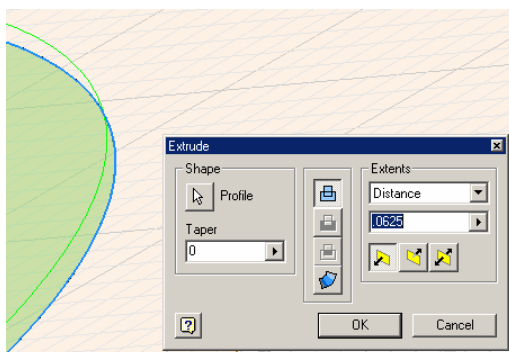 Extrude
Shape
Profile
Taper
0
Extents
Distance
.0625
?
OK
Cancel